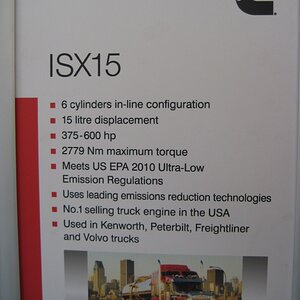 ISX15
6 cylinders in-line configuration
15 litre displacement
375-600 hp
2779 Nm maximum torque
Meets US EPA 2010 Ultra-Low
Emission Regulations
Uses leading emissions reduction technologies
No.1 selling truck engine in the USA
Used in Kenworth, Peterbilt, Freightliner
and Volvo trucks